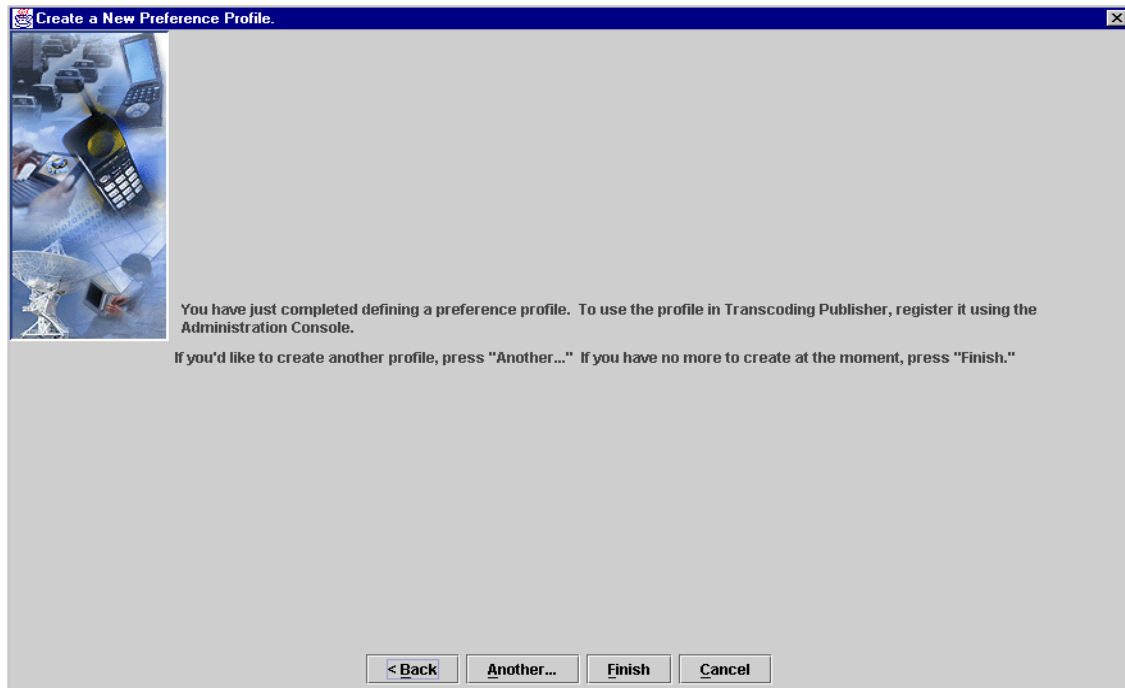 Create a New Preference Profile.
You have just completed defining a preference profile. To use the profile in Transcoding Publisher, register it using the
Administration Console.
If you'd like to create another profile, press "Another..." If you have no more to create at the moment, press "Finish."
< Back
Another...
Finish
Cancel